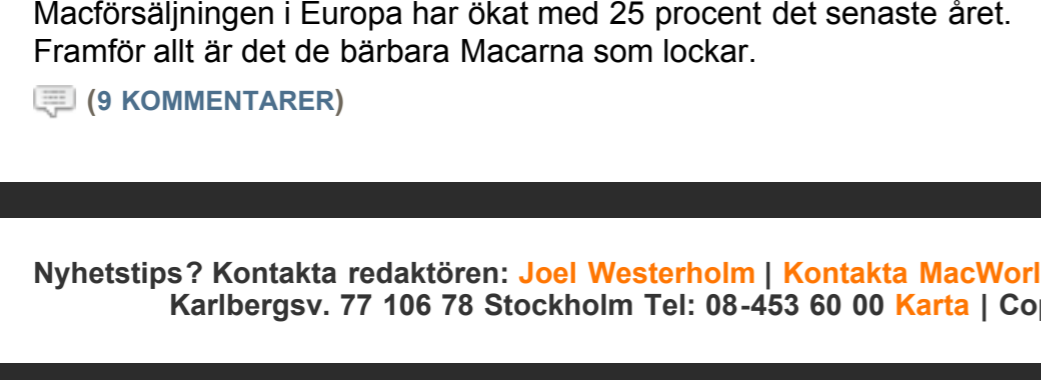 Macförsäljningen i Europa har ökat med 25 procent det senaste året.
Framför allt är det de bärbara Macarna som lockar.
(9 KOMMENTARER)
Nyhetstips? Kontakta redaktören: Joel Westerholm | Kontakta MacWorl
Karlbergsv. 77 106 78 Stockholm Tel: 08-453 60 00 Karta | Cop